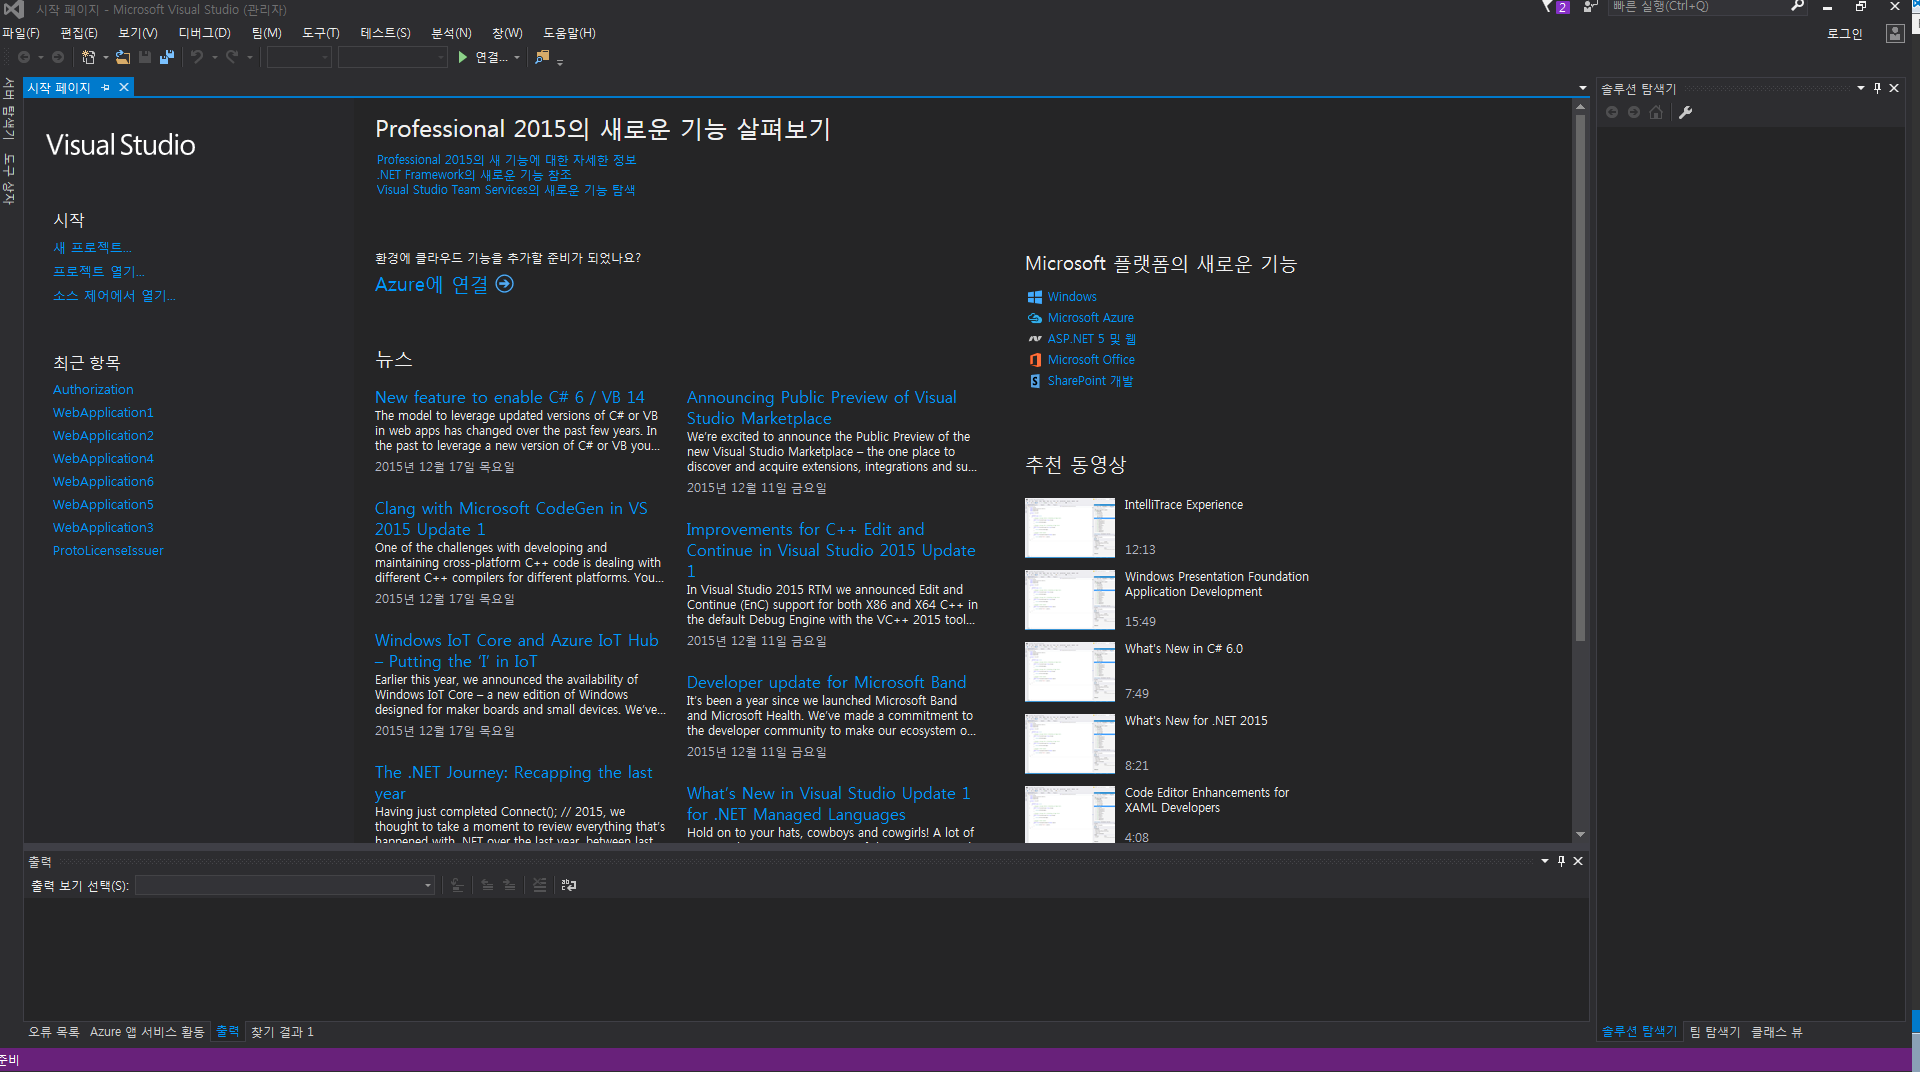 시작 페이지 - Microsoft Visual Studio (관리자)
2
빠른 실행(Ctrl+Q)
파일(F) 편집(E) 보기(V) 디버그(D) 팀(M) 도구(T) 테스트(S) 분석(N) 창(W) 도움말(H)
로그인
연결...
서버 탐색기
도구 상자
시작 페이지
Visual Studio
시작
새 프로젝트...
프로젝트 열기...
소스 제어에서 열기...
최근 항목
Authorization
WebApplication1
WebApplication2
WebApplication4
WebApplication6
WebApplication5
WebApplication3
ProtoLicenseIssuer
Professional 2015의 새로운 기능 살펴보기
Professional 2015의 새 기능에 대한 자세한 정보
.NET Framework의 새로운 기능 참조
Visual Studio Team Services의 새로운 기능 탐색
환경에 클라우드 기능을 추가할 준비가 되었나요?
Azure에 연결
뉴스
New feature to enable C# 6 / VB 14
The model to leverage updated versions of C# or VB
in web apps has changed over the past few years. In
the past to leverage a new version of C# or VB you...
2015년 12월 17일 목요일
Clang with Microsoft CodeGen in VS
2015 Update 1
One of the challenges with developing and
maintaining cross-platform C++ code is dealing with
different C++ compilers for different platforms. You...
2015년 12월 17일 목요일
Windows IoT Core and Azure IoT Hub
– Putting the ‘I’ in IoT
Earlier this year, we announced the availability of
Windows IoT Core – a new edition of Windows
designed for maker boards and small devices. We’ve...
2015년 12월 17일 목요일
The .NET Journey: Recapping the last
year
Having just completed Connect(); // 2015, we
thought to take a moment to review everything that’s
happened with .NET over the last year, between last
Announcing Public Preview of Visual
Studio Marketplace
We’re excited to announce the Public Preview of the
new Visual Studio Marketplace – the one place to
discover and acquire extensions, integrations and su...
2015년 12월 11일 금요일
Improvements for C++ Edit and
Continue in Visual Studio 2015 Update
1
In Visual Studio 2015 RTM we announced Edit and
Continue (EnC) support for both X86 and X64 C++ in
the default Debug Engine with the VC++ 2015 tool...
2015년 12월 11일 금요일
Developer update for Microsoft Band
It’s been a year since we launched Microsoft Band
and Microsoft Health. We’ve made a commitment to
the developer community to make our ecosystem o...
2015년 12월 11일 금요일
What’s New in Visual Studio Update 1
for .NET Managed Languages
Hold on to your hats, cowboys and cowgirls! A lot of
Microsoft 플랫폼의 새로운 기능
Windows
Microsoft Azure
ASP.NET 5 및 웹
Microsoft Office
SharePoint 개발
추천 동영상
IntelliTrace Experience
12:13
Windows Presentation Foundation
Application Development
15:49
What's New in C# 6.0
7:49
What's New for .NET 2015
8:21
Code Editor Enhancements for
XAML Developers
4:08
솔루션 탐색기
출력
출력 보기 선택(S):
오류 목록 Azure 앱 서비스 활동 출력 찾기 결과 1
솔루션 탐색기 팀 탐색기 클래스 뷰
준비